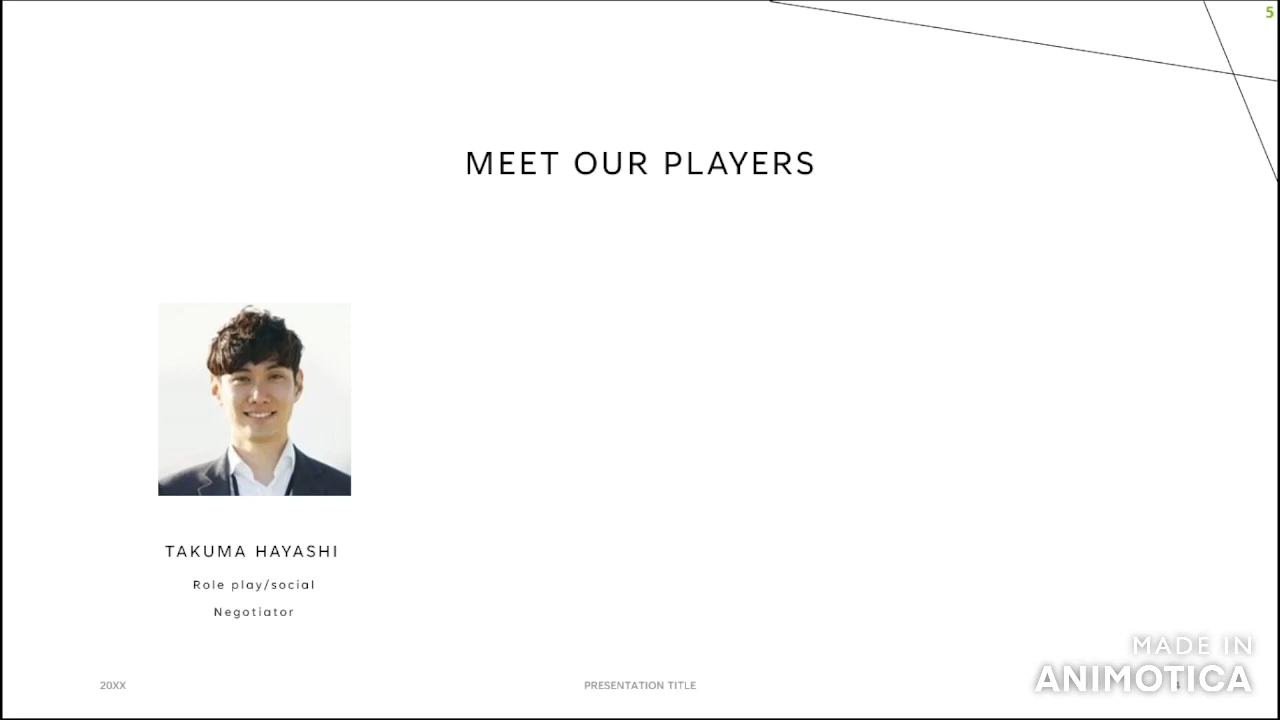 5
MEET OUR PLAYERS
TAKUMA HAYASHI
Role play/social
Negotiator
20XX
PRESENTATION TITLE
MADE IN
ANIMOTICA